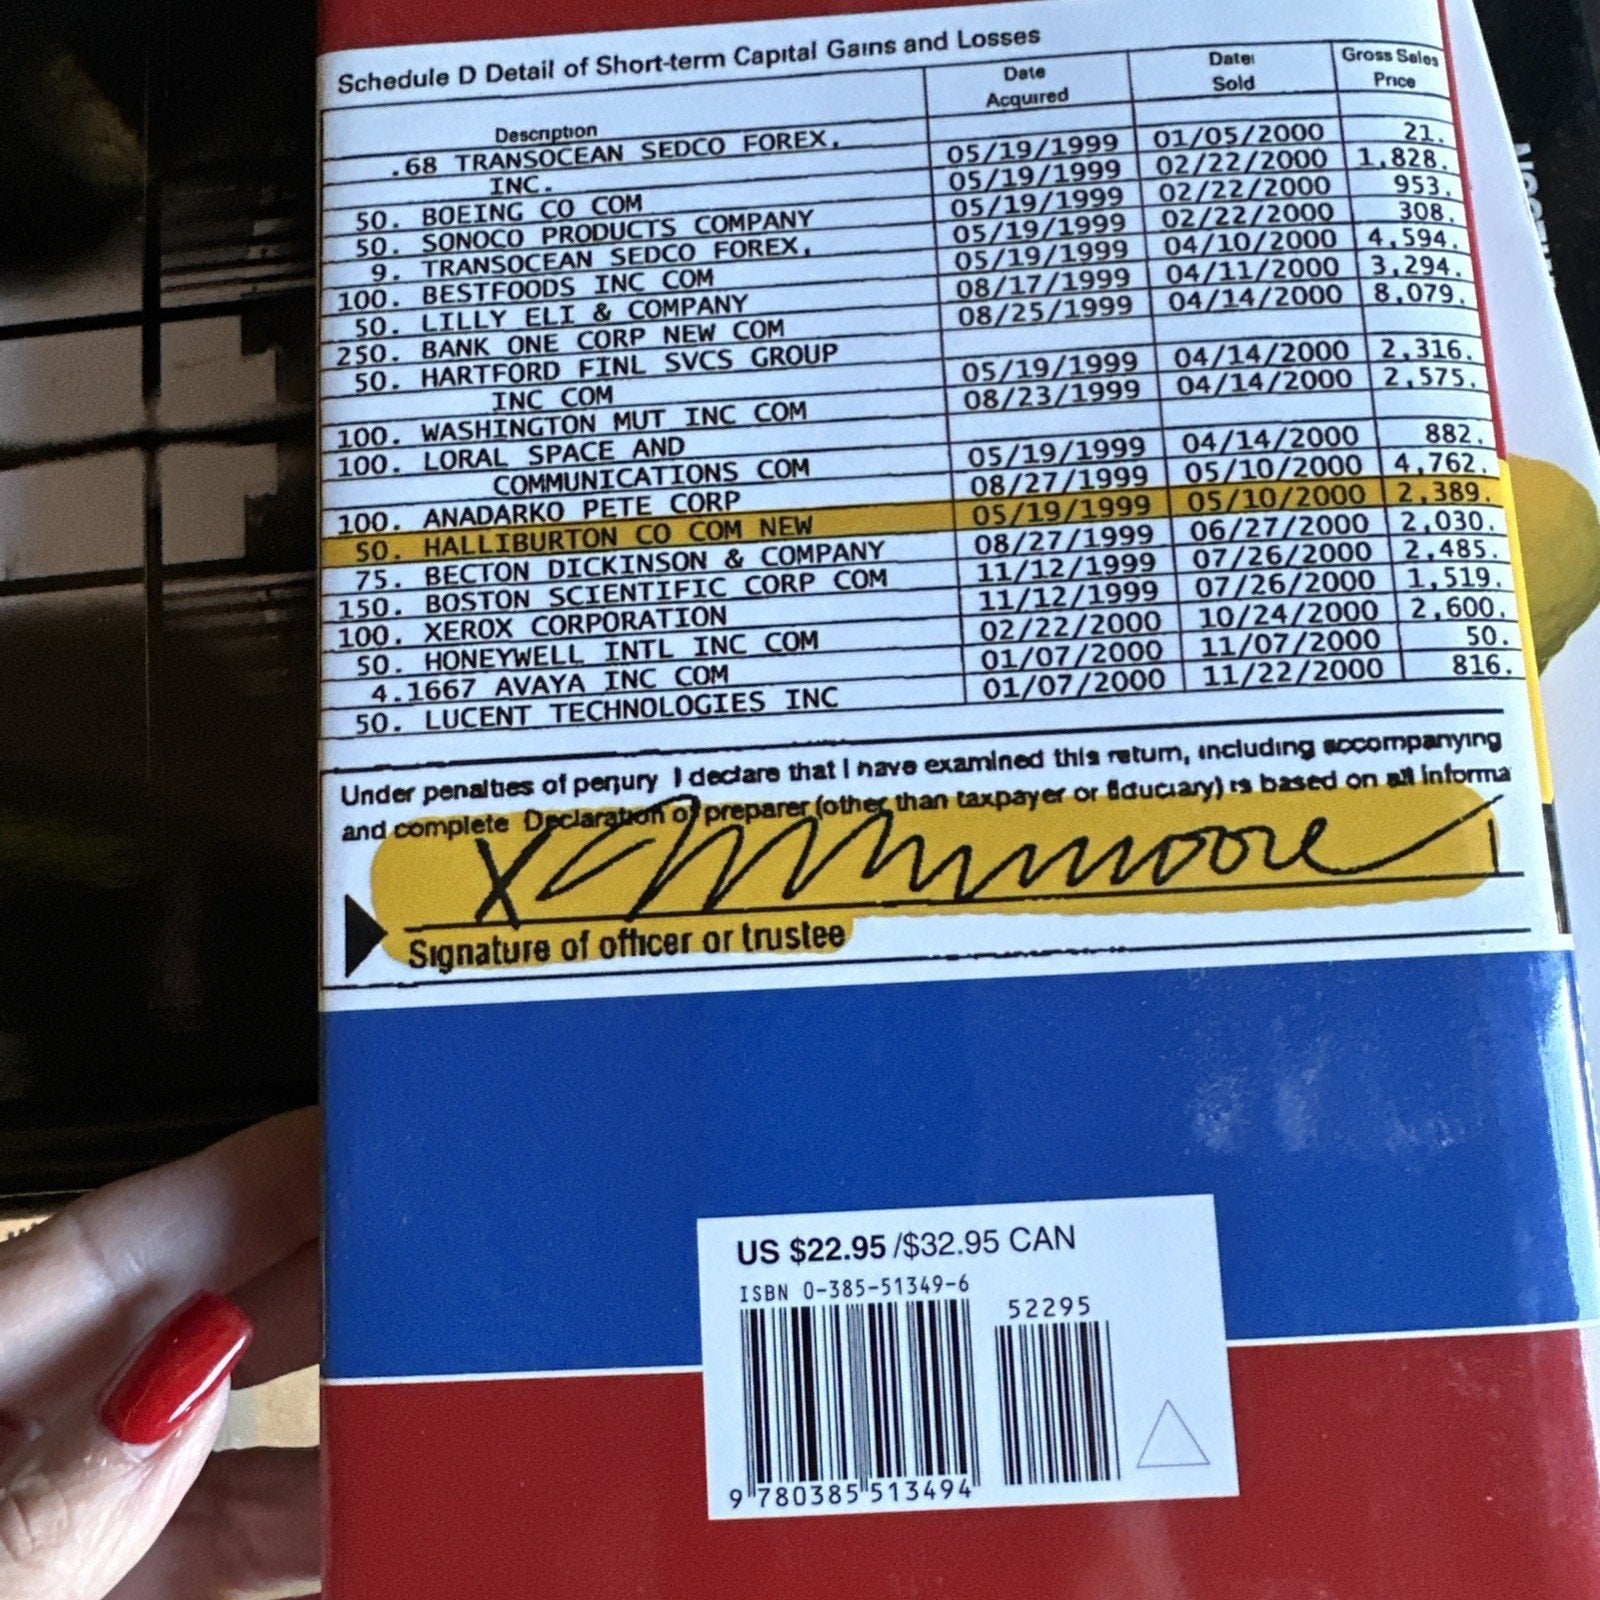 Schedule D Detail of Short-term Capital Gains and Losses
Description Date Acquired Date Sold Gross Sales Price
.68 TRANSOCEAN SEDCO FOREX,
INC. 05/19/1999 01/05/2000 21.
50. BOEING CO COM 05/19/1999 02/22/2000 1,828.
50. SONOCO PRODUCTS COMPANY 05/19/1999 02/22/2000 953.
9. TRANSOCEAN SEDCO FOREX, 05/19/1999 02/22/2000 308.
100. BESTFOODS INC COM 05/19/1999 04/10/2000 4,594.
50. LILLY ELI & COMPANY 08/17/1999 04/11/2000 3,294.
250. BANK ONE CORP NEW COM 08/25/1999 04/14/2000 8,079.
50. HARTFORD FINL SVCS GROUP
INC COM 05/19/1999 04/14/2000 2,316.
100. WASHINGTON MUT INC COM 08/23/1999 04/14/2000 2,575.
100. LORAL SPACE AND
COMMUNICATIONS COM 05/19/1999 04/14/2000 882.
100. ANADARKO PETE CORP 08/27/1999 05/10/2000 4,762.
50. HALLIBURTON CO COM NEW 05/19/1999 05/10/2000 2,389.
75. BECTON DICKINSON & COMPANY 08/27/1999 06/27/2000 2,030.
150. BOSTON SCIENTIFIC CORP COM 11/12/1999 07/26/2000 2,485.
100. XEROX CORPORATION 11/12/1999 07/26/2000 1,519.
50. HONEYWELL INTL INC COM 02/22/2000 10/24/2000 2,600.
4.1667 AVAYA INC COM 01/07/2000 11/07/2000 50.
50. LUCENT TECHNOLOGIES INC 01/07/2000 11/22/2000 816.
Under penalties of perjury I declare that I have examined this return, including accompanying
and complete Declaration of preparer (other than taxpayer or fiduciary) is based on all informa
X
Signature of officer or trustee
US $22.95 /$32.95 CAN
ISBN 0-385-51349-6
52295
9 780385 513494